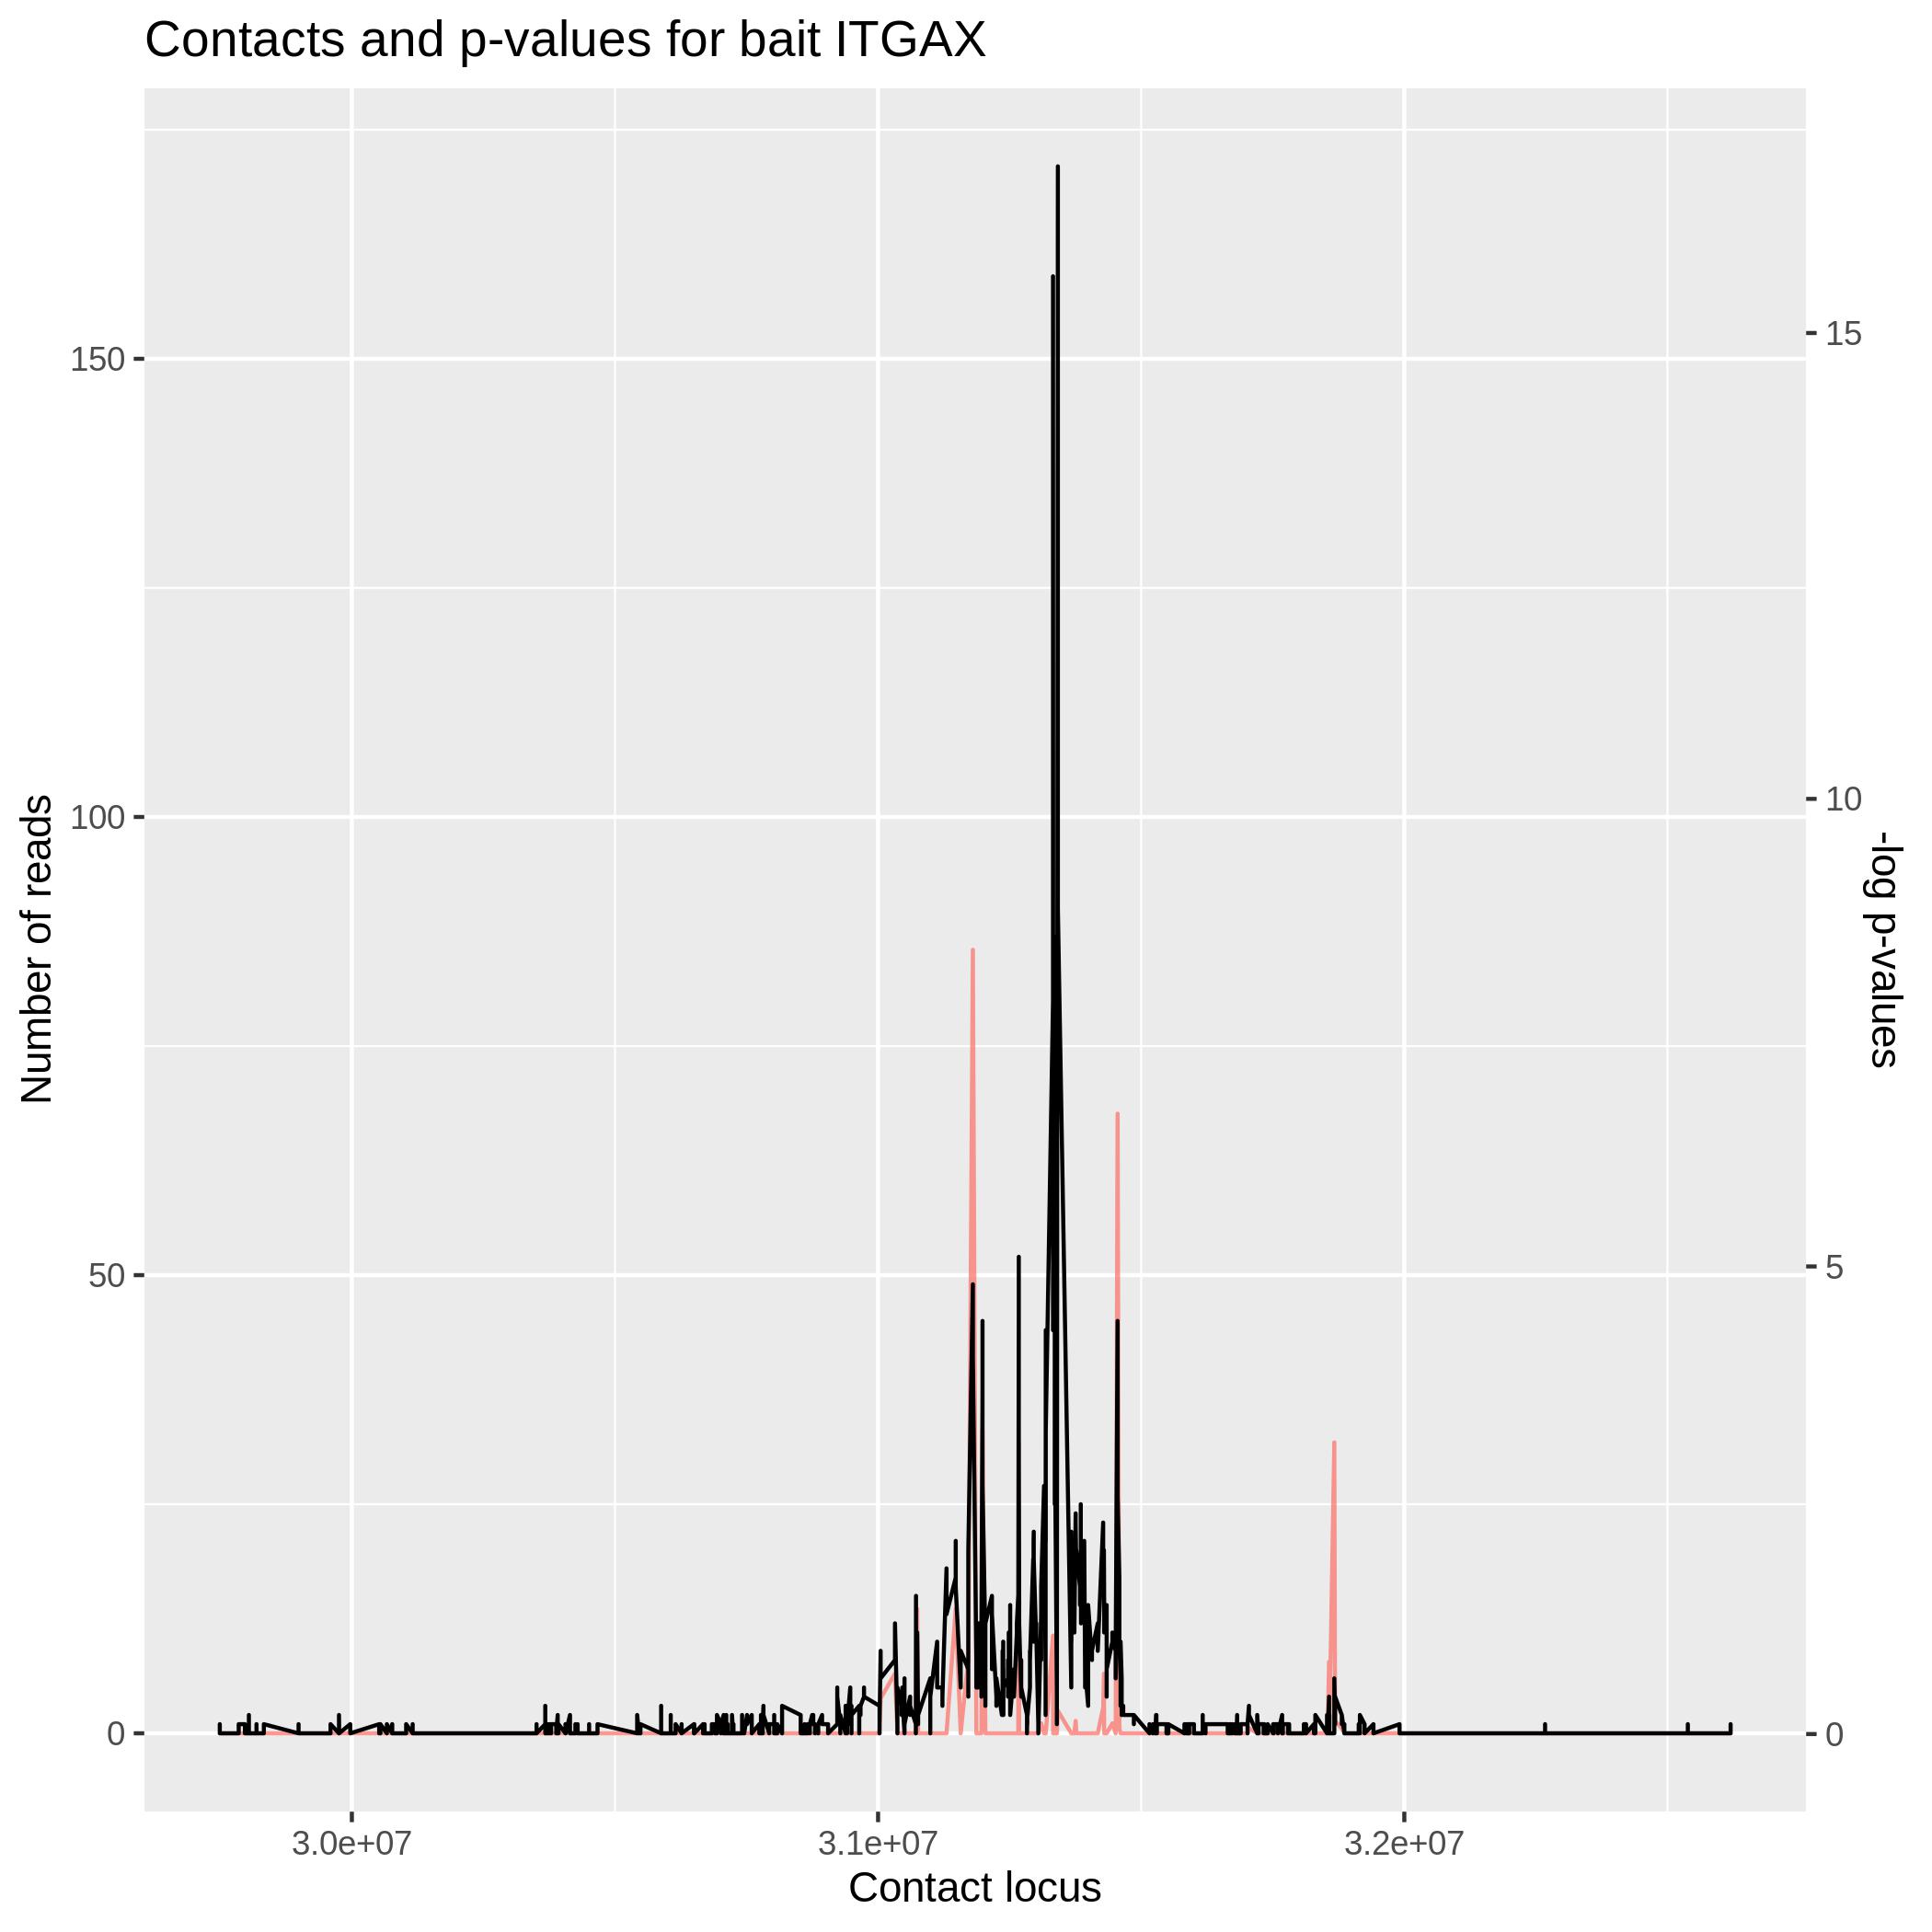 Contacts and p-values for bait ITGAX
Number of reads
150
100
50
0
15
10
5
0
-log p-values
3.0e+07
3.1e+07
3.2e+07
Contact locus